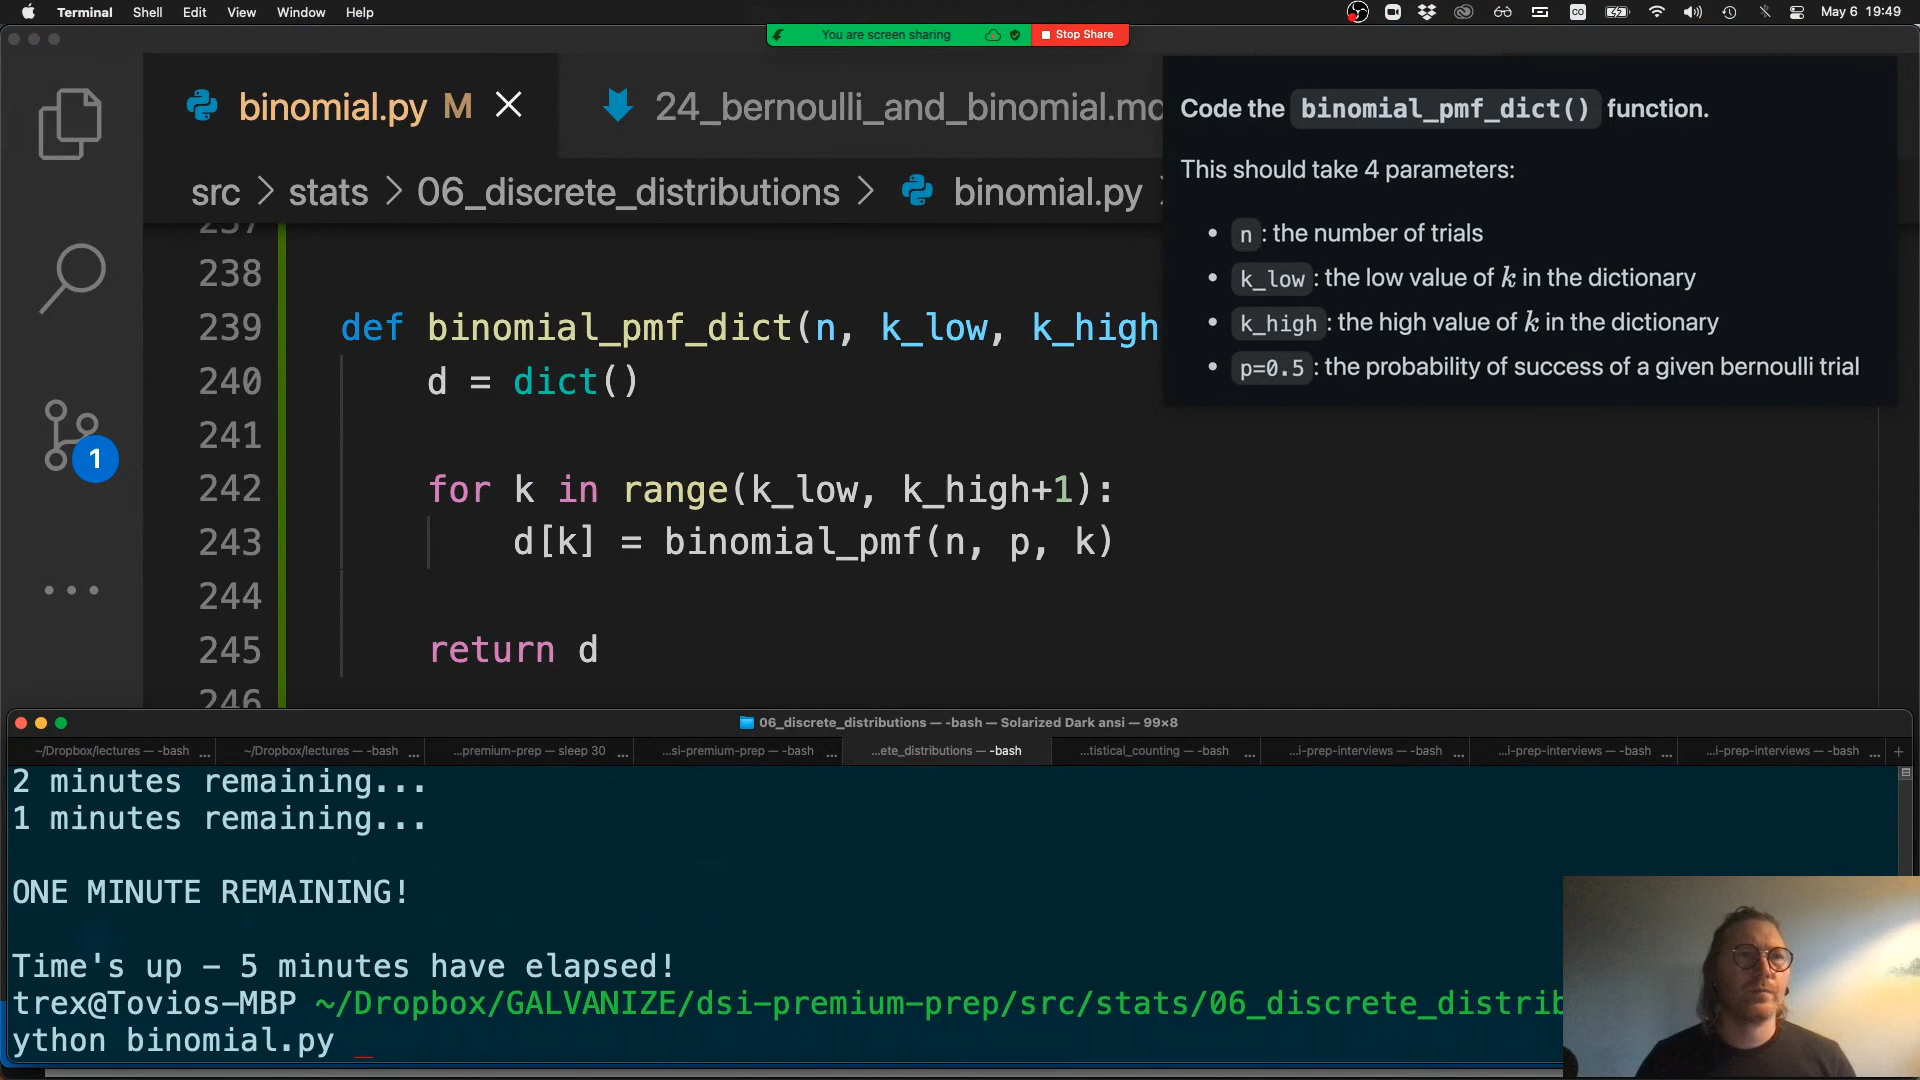 Terminal Shell Edit View Window Help May 6 19:49
You are screen sharing Stop Share
binomial.py M 24_bernoulli_and_binomial.md
src > stats > 06_discrete_distributions > binomial.py
Code the binomial_pmf_dict() function.
This should take 4 parameters:
• n: the number of trials
• k_low: the low value of k in the dictionary
• k_high: the high value of k in the dictionary
• p=0.5: the probability of success of a given bernoulli trial
237
238
239 def binomial_pmf_dict(n, k_low, k_high
240 d = dict()
241
242 for k in range(k_low, k_high+1):
243 d[k] = binomial_pmf(n, p, k)
244
245 return d
246
1
06_discrete_distributions — -bash — Solarized Dark ansi — 99×8
~/Dropbox/lectures — -bash ... ~/Dropbox/lectures — -bash ... ...premium-prep — sleep 30 ... ...si-premium-prep — -bash ... ...ete_distributions — -bash ...tistical_counting — -bash ... ...i-prep-interviews — -bash ... ...i-prep-interviews — -bash ... ...i-prep-interviews — -bash ... +
2 minutes remaining...
1 minutes remaining...
ONE MINUTE REMAINING!
Time's up – 5 minutes have elapsed!
trex@Tovios-MBP ~/Dropbox/GALVANIZE/dsi-premium-prep/src/stats/06_discrete_distrib
ython binomial.py